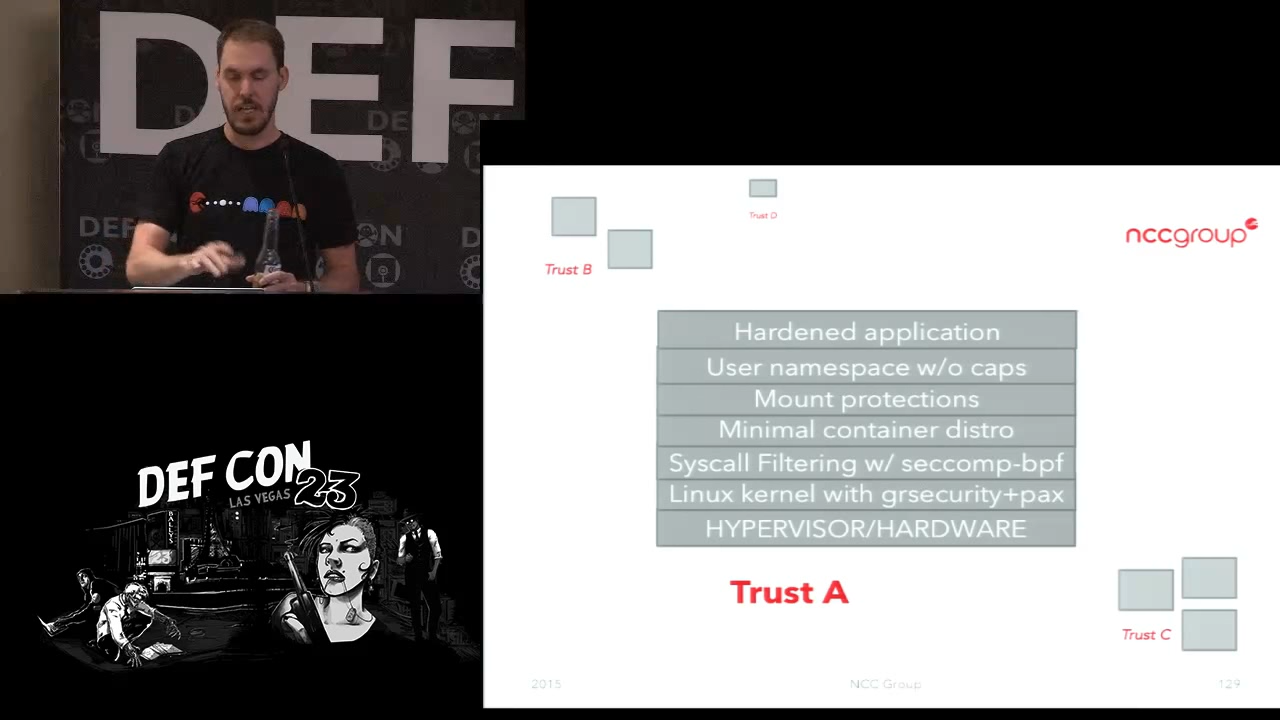 DEF
DEF CON
DEF CON
Trust D
Trust B
nccgroup
Hardened application
User namespace w/o caps
Mount protections
Minimal container distro
Syscall Filtering w/ seccomp-bpf
Linux kernel with grsecurity+pax
HYPERVISOR/HARDWARE
Trust A
Trust C
2015
NCC Group
129
DEF CON 23
LAS VEGAS
BALLYS